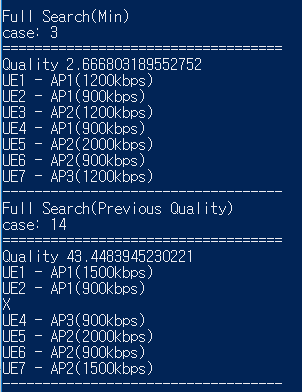 Full Search(Min)
case: 3
===================================
Quality 2.666803189552752
UE1 - AP1(1200kbps)
UE2 - AP1(900kbps)
UE3 - AP2(1200kbps)
UE4 - AP1(900kbps)
UE5 - AP2(2000kbps)
UE6 - AP2(900kbps)
UE7 - AP3(1200kbps)
-----------------------------------
Full Search(Previous Quality)
case: 14
===================================
Quality 43.4483945230221
UE1 - AP1(1500kbps)
UE2 - AP1(900kbps)
X
UE4 - AP3(900kbps)
UE5 - AP2(2000kbps)
UE6 - AP2(900kbps)
UE7 - AP2(1500kbps)
-----------------------------------